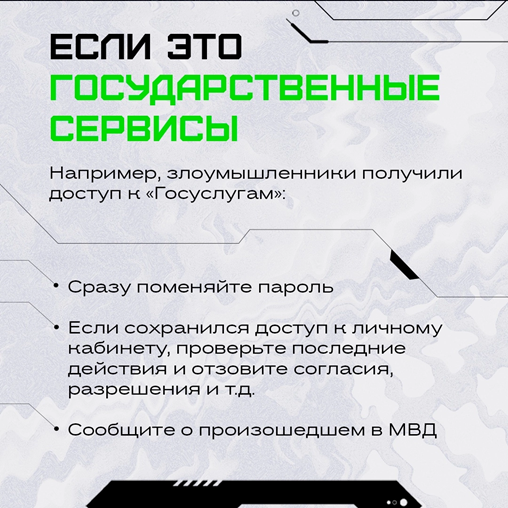 ЕСЛИ ЭТО
ГОСУДАРСТВЕННЫЕ
СЕРВИСЫ
Например, злоумышленники получили
доступ к «Госуслугам»:
• Сразу поменяйте пароль
• Если сохранился доступ к личному
кабинету, проверьте последние
действия и отзовите согласия,
разрешения и т.д.
• Сообщите о произошедшем в МВД